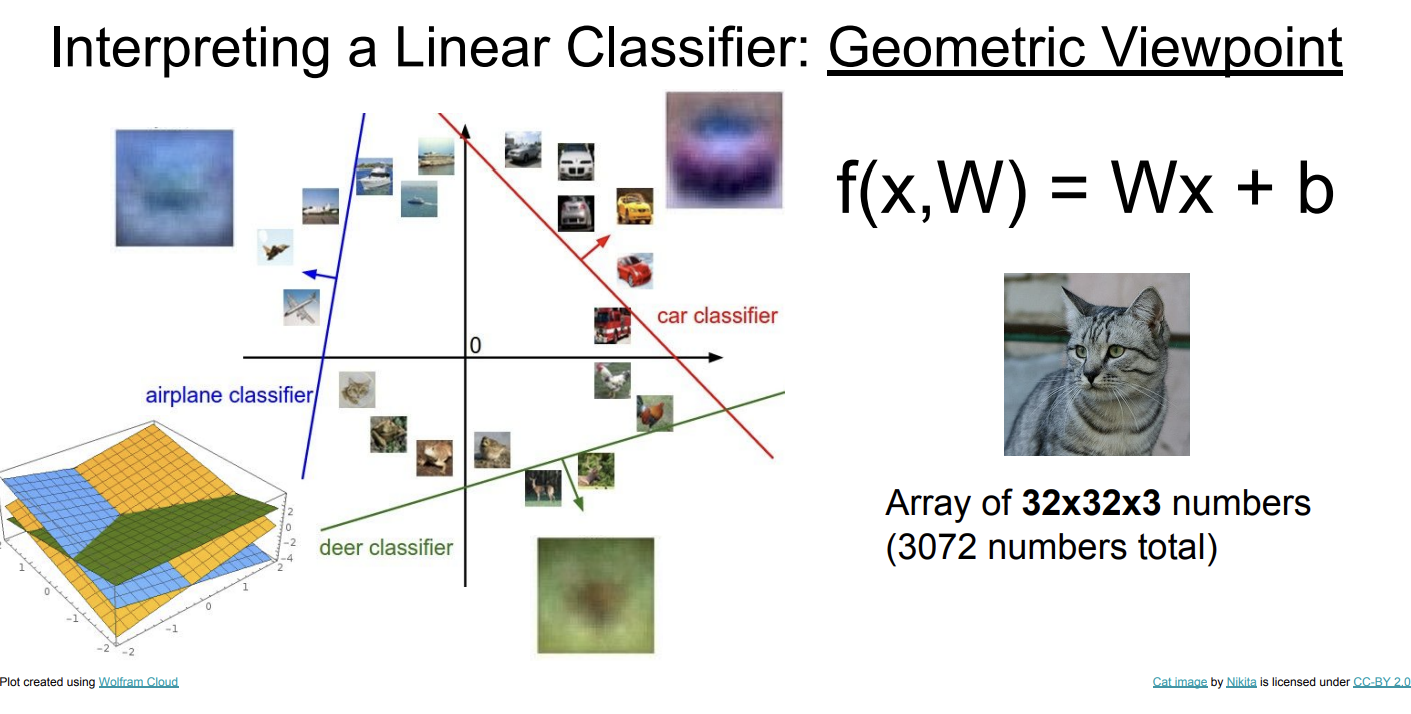 Interpreting a Linear Classifier: Geometric Viewpoint
f(x,W) = Wx + b
car classifier
0
airplane classifier
deer classifier
2
0
−2
−4
2
1
0
−1
−2
1
0
−1
−2
Array of 32x32x3 numbers
(3072 numbers total)
Plot created using Wolfram Cloud
Cat image by Nikita is licensed under CC-BY 2.0